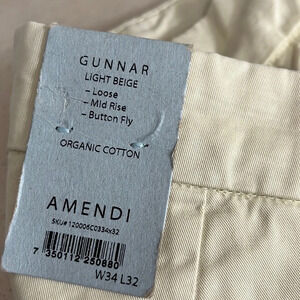 GUNNAR
LIGHT BEIGE
– Loose
– Mid Rise
– Button Fly
ORGANIC COTTON
AMENDI
SKU# 120006C0334x32
7 350112 250880
W34 L32